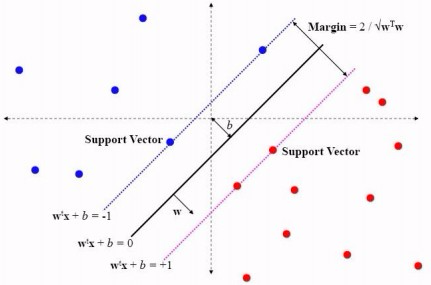 Margin = 2 / √wᵀw
b
Support Vector
Support Vector
w
wᵗx + b = -1
wᵗx + b = 0
wᵗx + b = +1